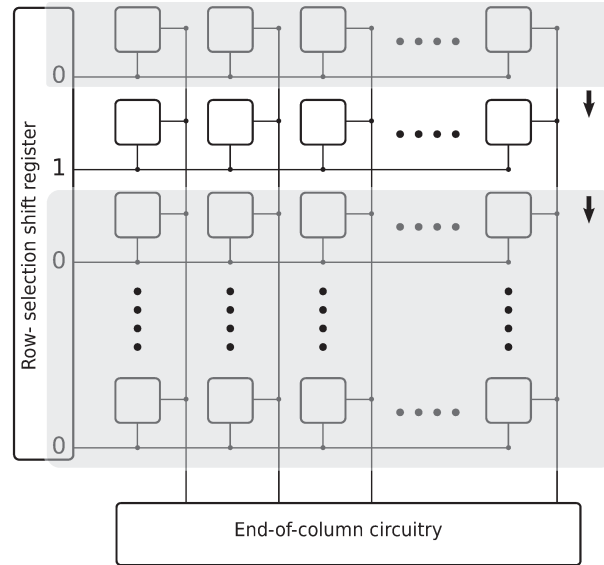 0
1
0
0
Row- selection shift register
End-of-column circuitry